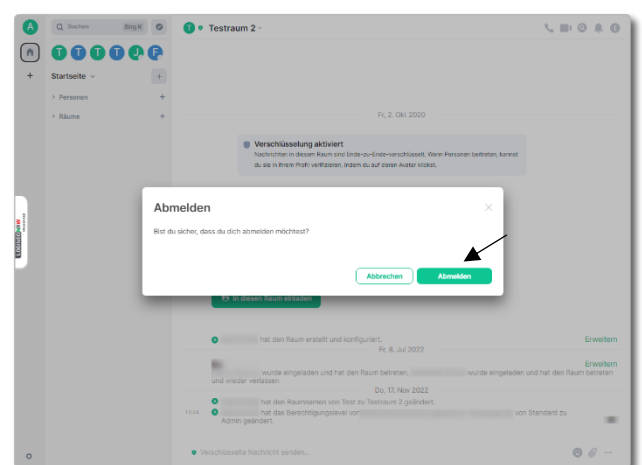 A
Suchen
Testraum 2
T T T T J F
Startseite
+
Personen +
Räume +
Fr, 2. Okt 2020
Verschlüsselung aktiviert
Nachrichten in diesem Raum sind Ende-zu-Ende-verschlüsselt. Wenn Personen beitreten, kannst
du sie in ihrem Profil verifizieren, indem du auf deren Avatar klickst.
Abmelden
Bist du sicher, dass du dich abmelden möchtest?
Abbrechen
Abmelden
In diesen Raum einladen
hat den Raum erstellt und konfiguriert.
Erweitern
Fr, 8. Jul 2022
Erweitern
wurde eingeladen und hat den Raum betreten, wurde eingeladen und hat den Raum betreten
und wieder verlassen
Do, 17. Nov 2022
hat den Raumnamen von Test zu Testraum 2 geändert.
hat das Berechtigungslevel von von Standard zu
Admin geändert.
Verschlüsselte Nachricht senden...